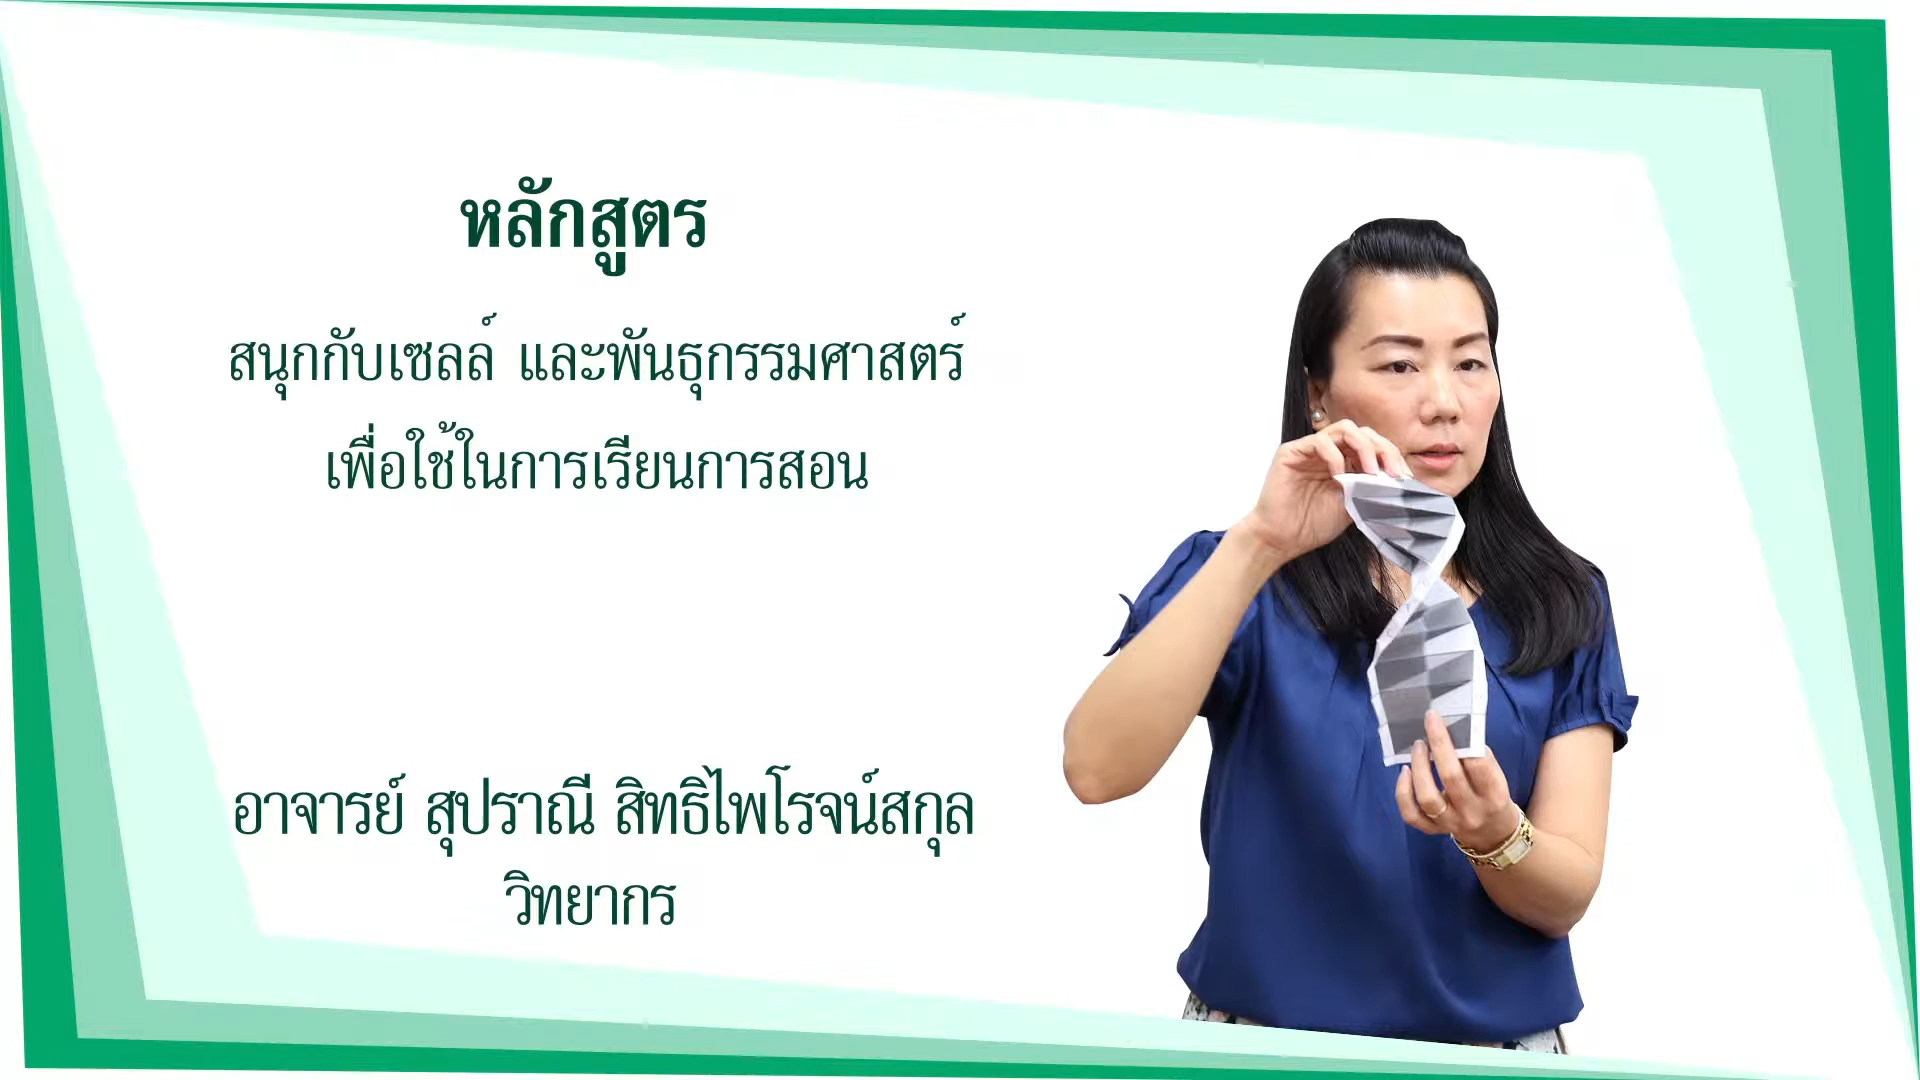 หลักสูตร
สนุกกับเซลล์ และพันธุกรรมศาสตร์
เพื่อใช้ในการเรียนการสอน
อาจารย์ สุปราณี สิทธิไพโรจน์สกุล
วิทยากร